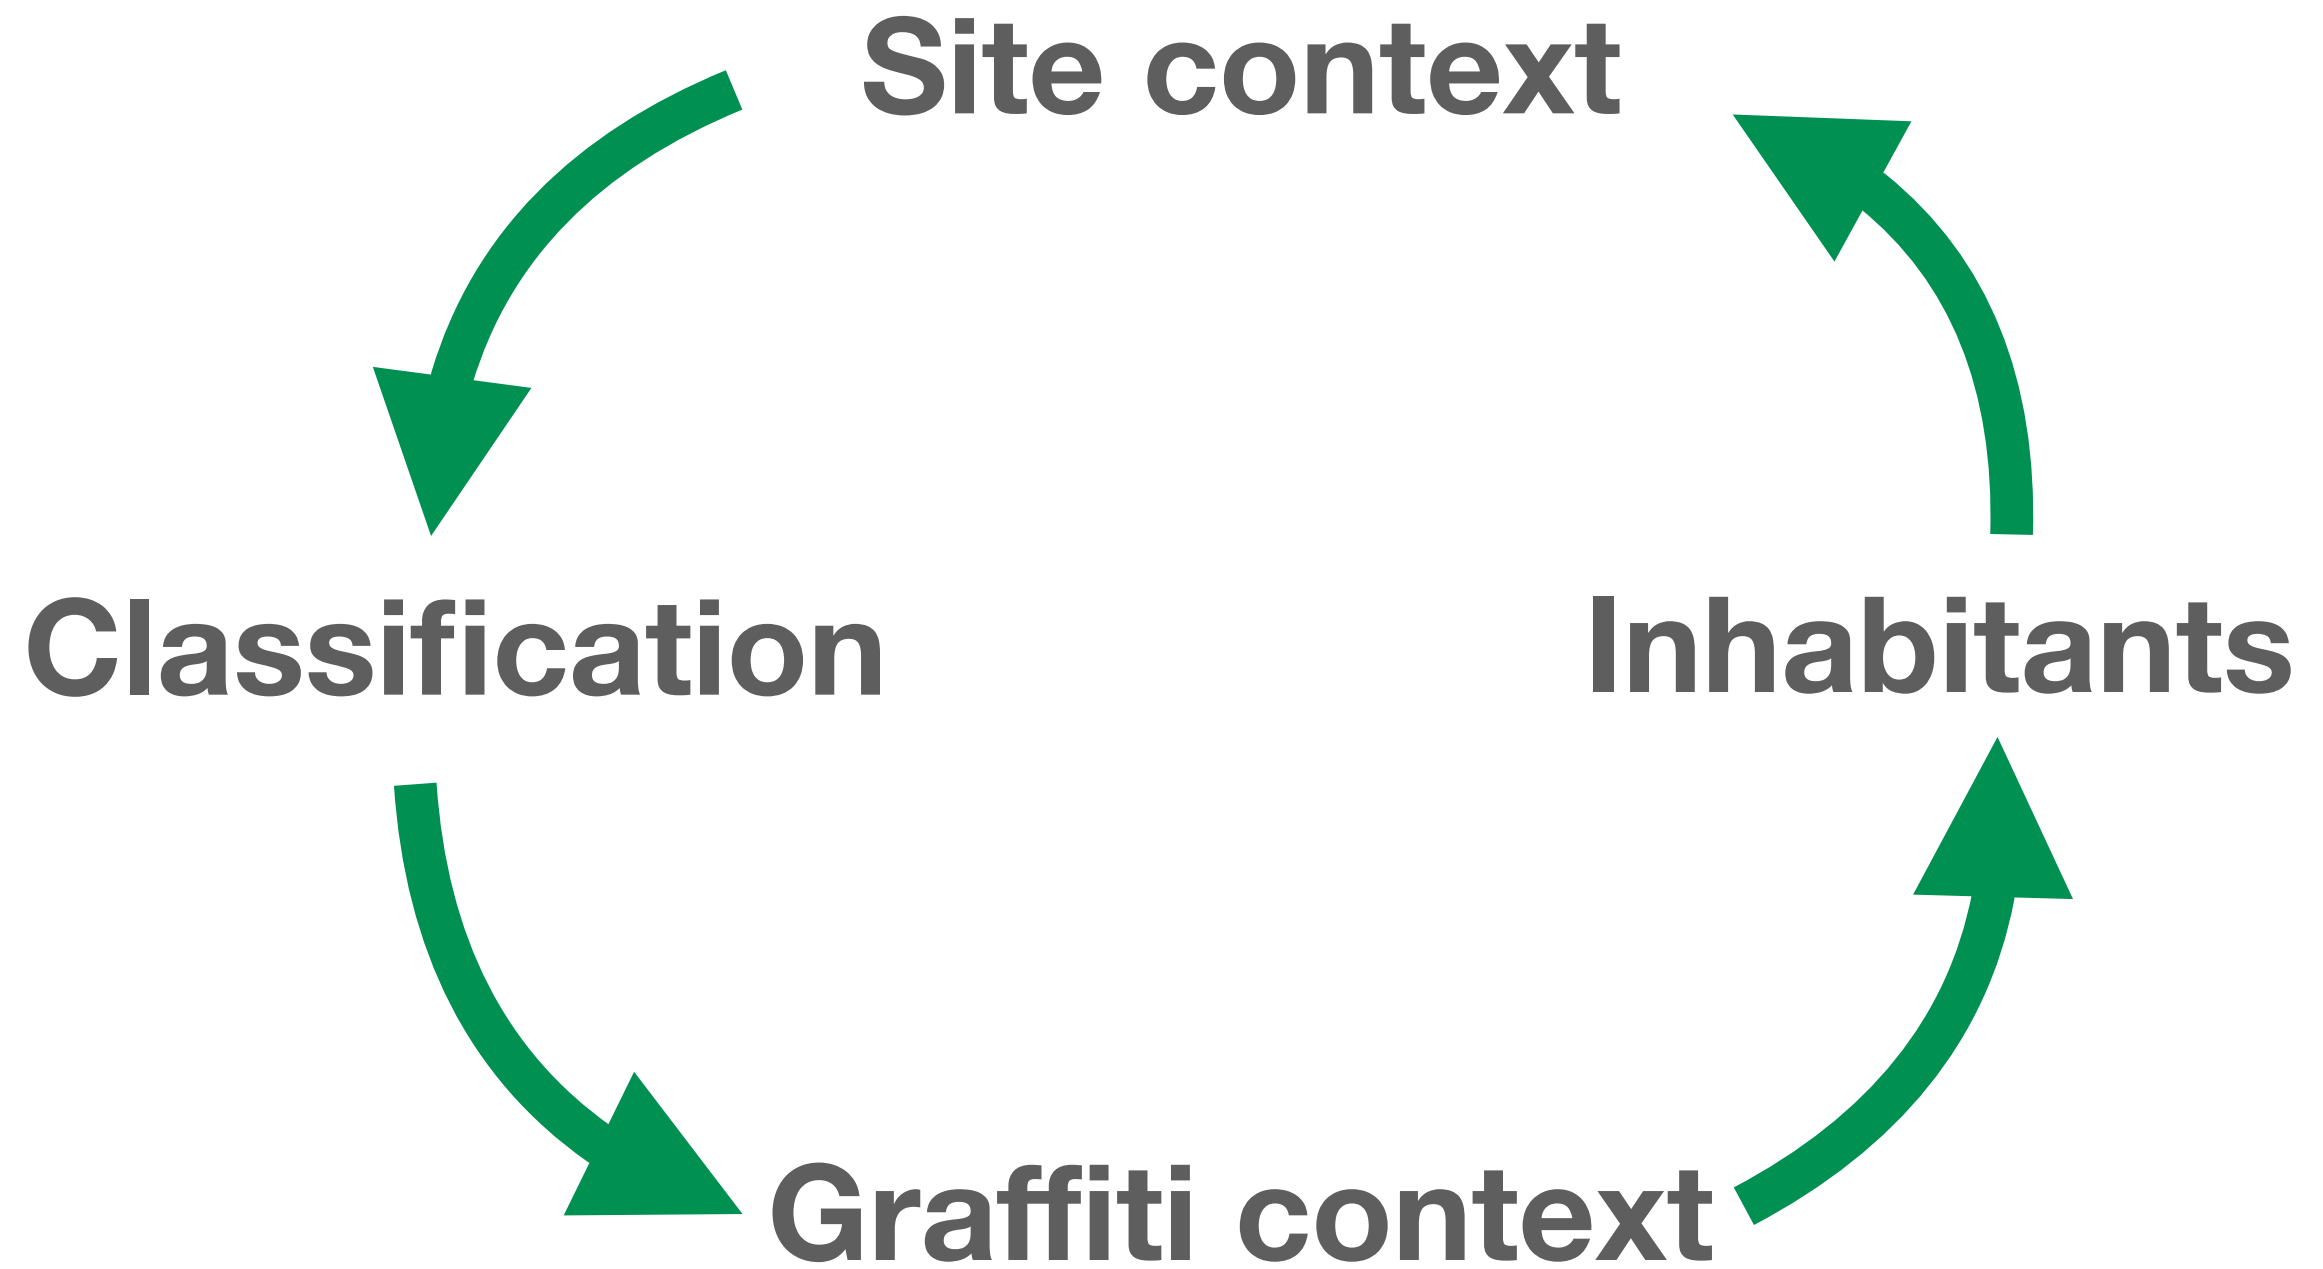 Site context
Classification
Inhabitants
Graffiti context